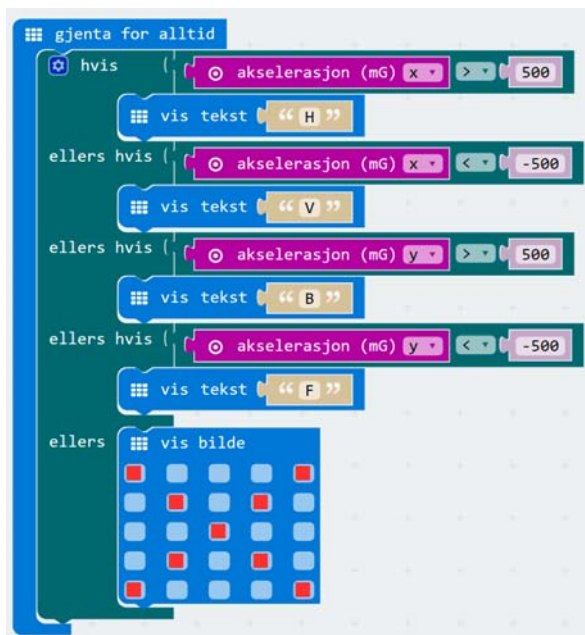 gjenta for alltid
hvis akselerasjon (mG) x > 500
vis tekst “ H ”
ellers hvis akselerasjon (mG) x < -500
vis tekst “ V ”
ellers hvis akselerasjon (mG) y > 500
vis tekst “ B ”
ellers hvis akselerasjon (mG) y < -500
vis tekst “ F ”
ellers vis bilde